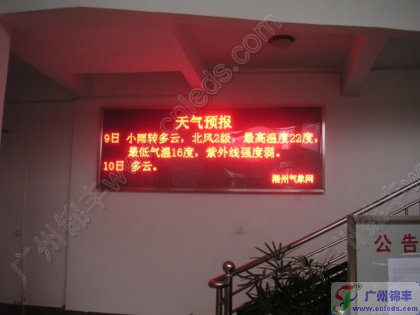 天气预报
9日 小雨转多云，北风2级，最高温度22度，
最低气温16度，紫外线强度弱。
10日 多云。
潮州气象网
公告
广州锦丰 www.cnleds.com
广州锦丰
www.cnleds.com